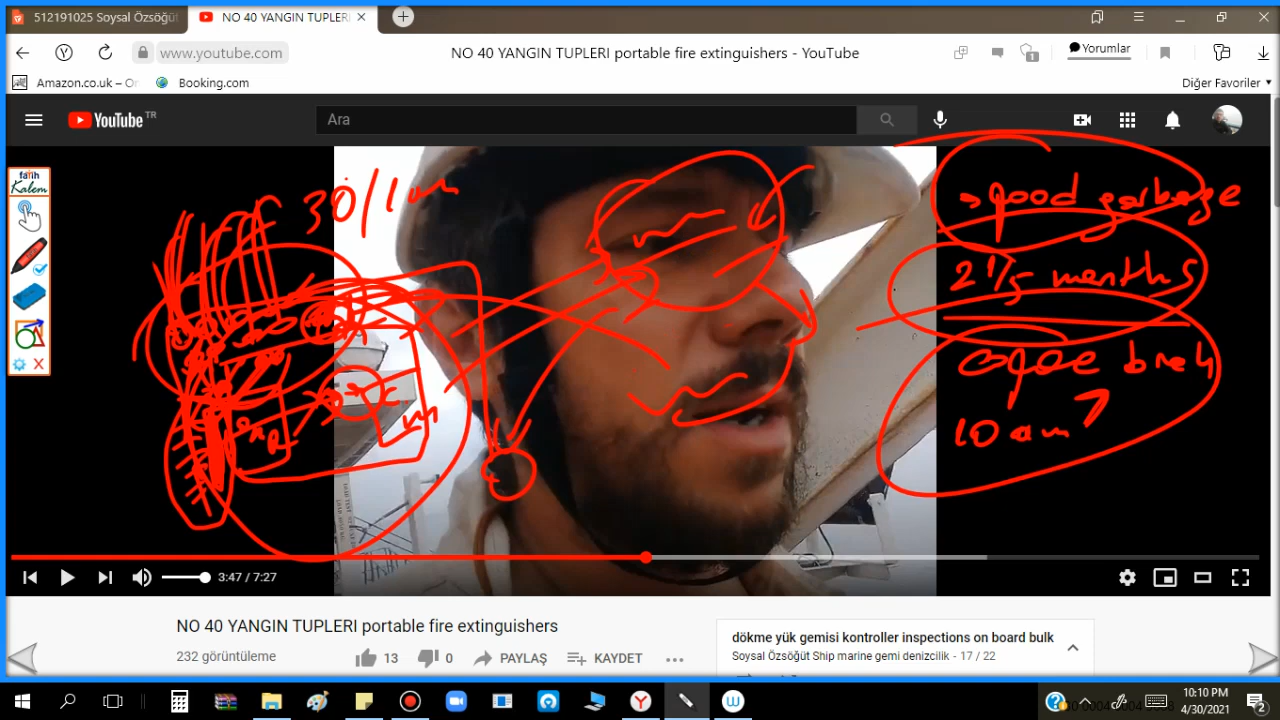 512191025 Soysal Özsöğüt
NO 40 YANGIN TUPLERI
www.youtube.com
NO 40 YANGIN TUPLERI portable fire extinguishers - YouTube
1
Yorumlar
Amazon.co.uk – Or
Booking.com
Diğer Favoriler
YouTube TR
Ara
fatih
Kalem
30/1
good garbage
2 months
10 am
3:47 / 7:27
NO 40 YANGIN TUPLERI portable fire extinguishers
232 görüntüleme
13
0
PAYLAŞ
KAYDET
dökme yük gemisi kontroller inspections on board bulk
Soysal Özsöğüt Ship marine gemi denizcilik - 17 / 22
10:10 PM
4/30/2021
2